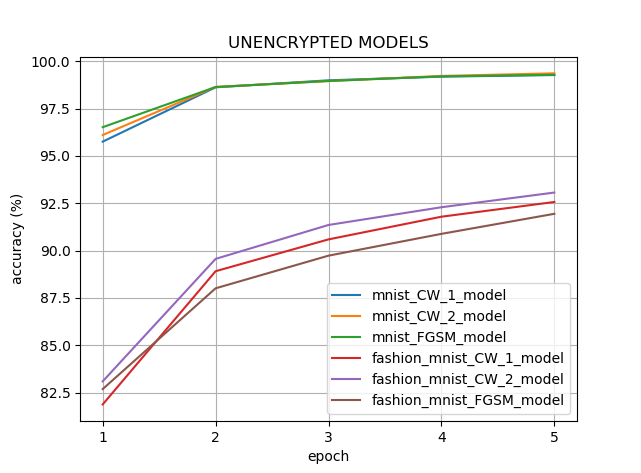 UNENCRYPTED MODELS
accuracy (%)
100.0
97.5
95.0
92.5
90.0
87.5
85.0
82.5
mnist_CW_1_model
mnist_CW_2_model
mnist_FGSM_model
fashion_mnist_CW_1_model
fashion_mnist_CW_2_model
fashion_mnist_FGSM_model
1 2 3 4 5
epoch